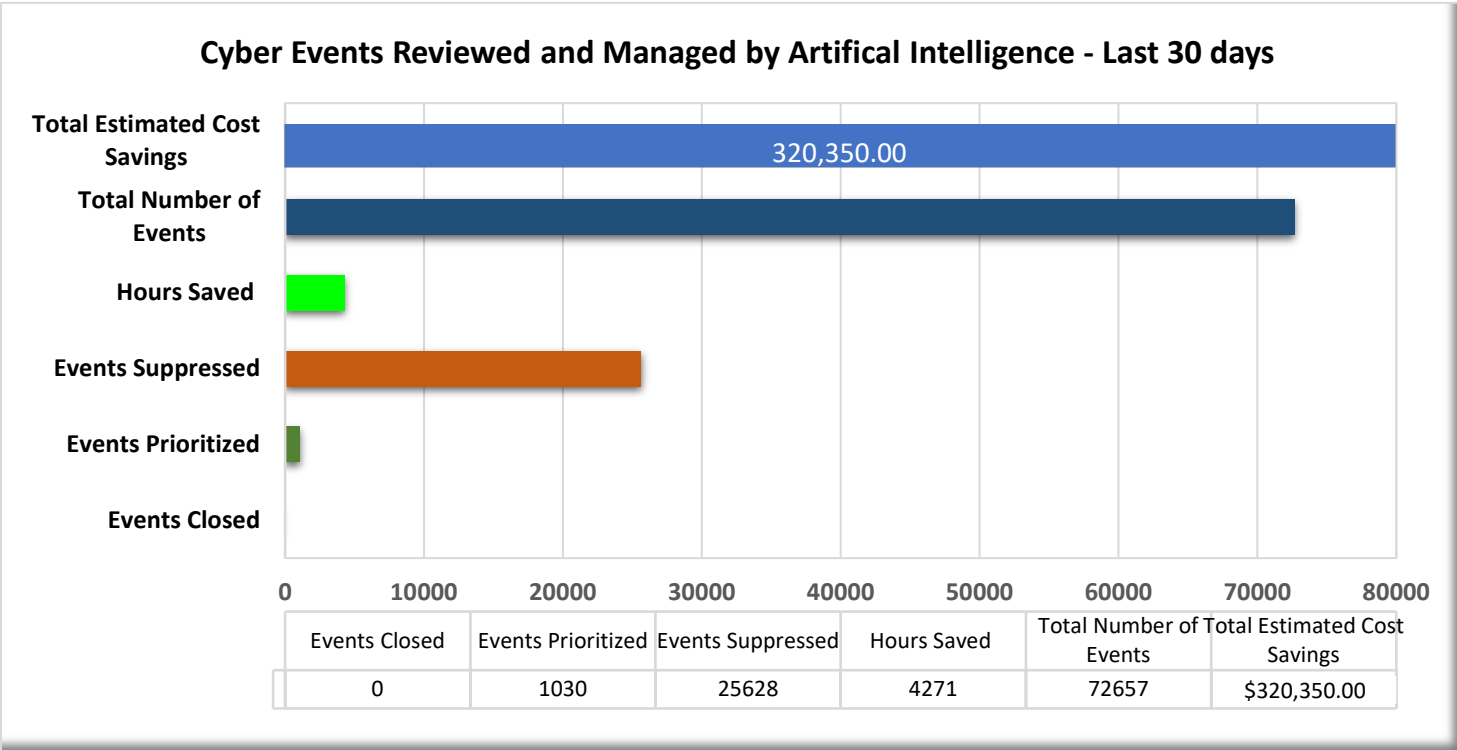 Cyber Events Reviewed and Managed by Artifical Intelligence - Last 30 days
Total Estimated Cost
Savings
320,350.00
Total Number of
Events
Hours Saved
Events Suppressed
Events Prioritized
Events Closed
0 10000 20000 30000 40000 50000 60000 70000 80000
Events Closed Events Prioritized Events Suppressed Hours Saved Total Number of Events Total Estimated Cost Savings
0 1030 25628 4271 72657 $320,350.00